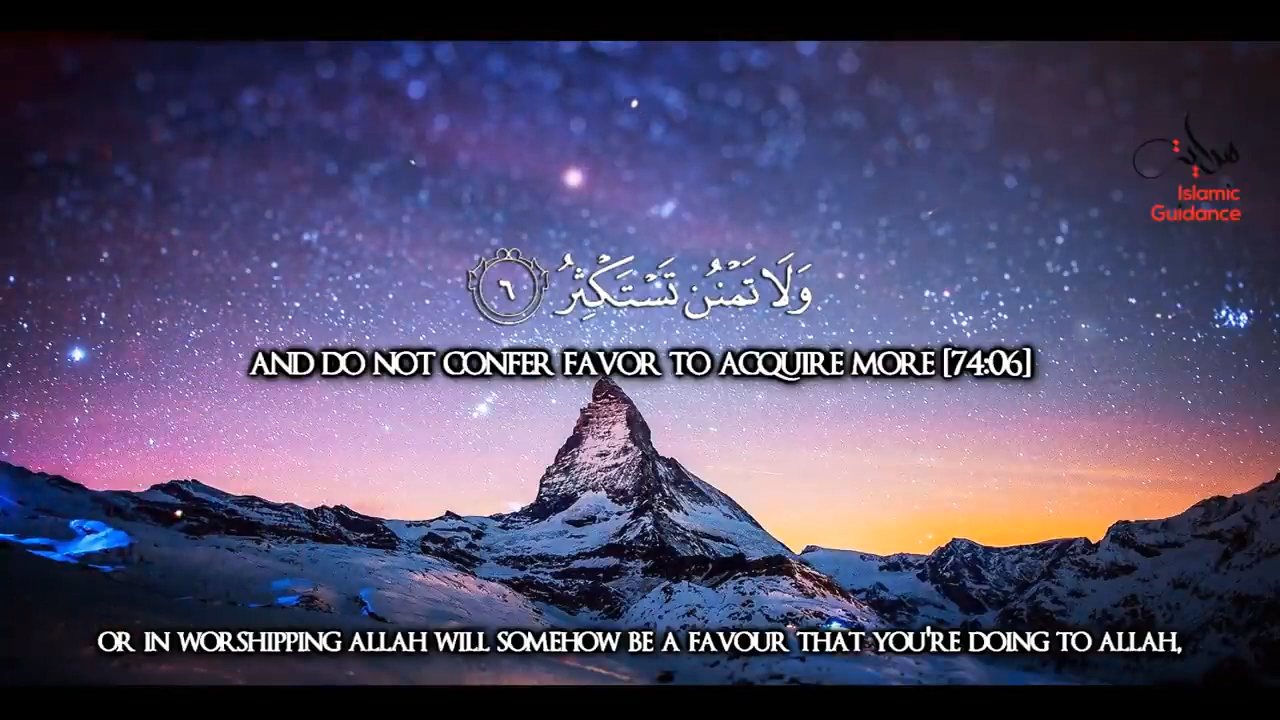 هداية
Islamic
Guidance
وَلَا تَمْنُن تَسْتَكْثِرُ ٦
AND DO NOT CONFER FAVOR TO ACQUIRE MORE [74:06]
OR IN WORSHIPPING ALLAH WILL SOMEHOW BE A FAVOUR THAT YOU'RE DOING TO ALLAH,